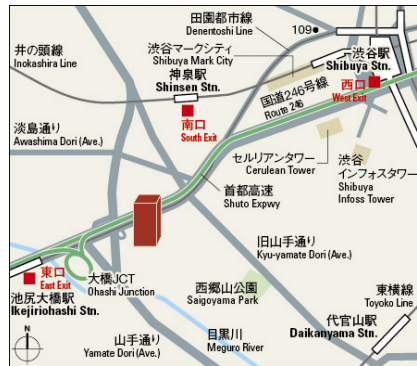 田園都市線
Denentoshi Line
109
井の頭線
Inokashira Line
渋谷マークシティ
Shibuya Mark City
渋谷駅
Shibuya Stn.
神泉駅
Shinsen Stn.
国道246号線
Route 246
西口
West Exit
南口
South Exit
淡島通り
Awashima Dori (Ave.)
セルリアンタワー
Cerulean Tower
渋谷
インフォスタワー
Shibuya
Infoss Tower
首都高速
Shuto Expwy
旧山手通り
Kyu-yamate Dori (Ave.)
東口
East Exit
大橋JCT
Ohashi Junction
池尻大橋駅
Ikejiriohashi Stn.
西郷山公園
Saigoyama Park
東横線
Toyoko Line
代官山駅
Daikanyama Stn.
N
山手通り
Yamate Dori (Ave.)
目黒川
Meguro River